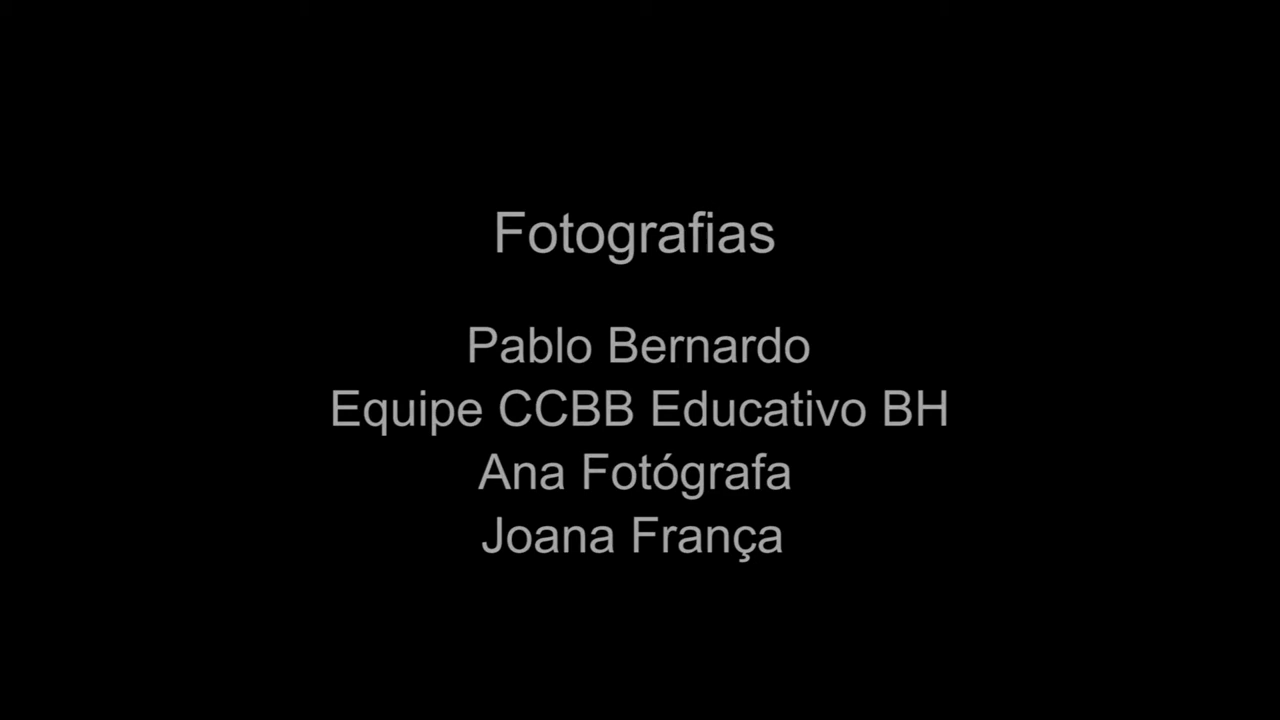 Fotografias
Pablo Bernardo
Equipe CCBB Educativo BH
Ana Fotógrafa
Joana França